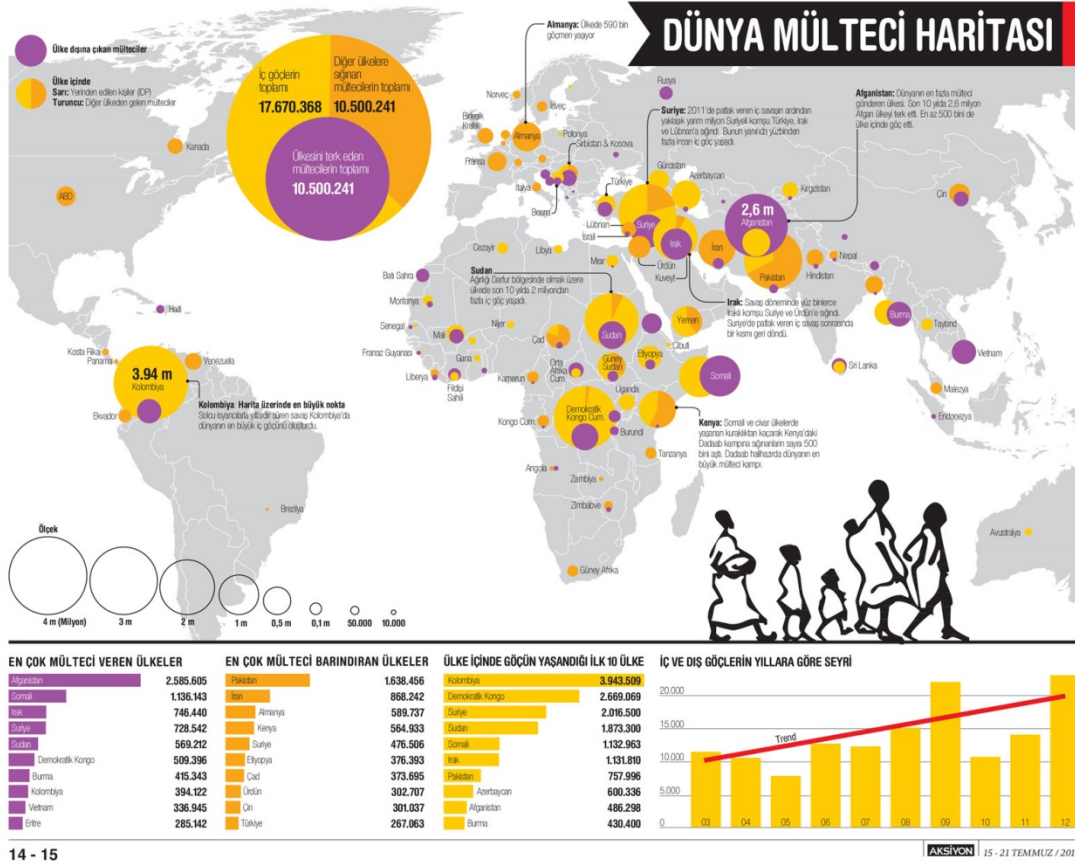 DÜNYA MÜLTECİ HARİTASI
Ülke dışına çıkan mülteciler
Ülke içinde
Sarı: Yerinden edilen kişiler (IDP)
Turuncu: Diğer ülkeden gelen mülteciler
İç göçlerin
toplamı
17.670.368
Diğer ülkelere
sığınan
mültecilerin toplamı
10.500.241
Ülkesini terk eden
mültecilerin toplamı
10.500.241
Almanya: Ülkede 590 bin
göçmen yaşıyor
Suriye: 2011'de patlak veren iç savaşın ardından
yaklaşık yarım milyon Suriyeli komşu Türkiye, Irak
ve Lübnan'a sığındı. Bunun yanında yüzbinden
fazla insan iç göç yaşadı.
Afganistan: Dünyanın en fazla mülteci
gönderen ülkesi. Son 10 yılda 2,6 milyon
Afgan ülkeyi terk etti. En az 500 bini de
ülke içinde göç etti.
Rusya
Norveç
İsveç
Birleşik
Krallık
Almanya
Polonya
Sırbistan & Kosova
Fransa
İtalya
Bosna
Kanada
ABD
Türkiye
Gürcistan
Azerbaycan
Kırgızistan
Çin
Lübnan
İsrail
Suriye
Irak
Ürdün
Kuveyt
İran
2,6 m
Afganistan
Pakistan
Hindistan
Nepal
Cezayir
Libya
Mısır
Batı Sahra
Moritanya
Senegal
Mali
Nijer
Fransız Guyanası
Gana
Liberya
Fildişi
Sahili
Çad
Kamerun
Orta
Afrika
Cum.
Sudan
Ağırlığı Darfur bölgesinde olmak üzere
ülkede son 10 yılda 2 milyondan
fazla iç göç yaşadı.
Sudan
Güney
Sudan
Etiyopya
Yemen
Cibuti
Somali
Uganda
Demokratik
Kongo Cum.
Kongo Cum.
Burundi
Tanzanya
Angola
Zambiya
Zimbabve
Güney Afrika
Irak: Savaş döneminde yüz binlerce
Iraklı komşu Suriye ve Ürdün'e sığındı.
Suriye'de patlak veren iç savaş sonrasında
bir kısmı geri döndü.
Kenya: Somali ve civar ülkelerde
yaşanan kuraklıktan kaçarak Kenya'daki
Dadaab kampına sığınanların sayısı 500
bini aştı. Dadaab halihazırda dünyanın en
büyük mülteci kampı.
Burma
Tayland
Vietnam
Sri Lanka
Malezya
Endonezya
Avustralya
Haiti
Kosta Rika
Panama
Venezuela
3.94 m
Kolombiya
Ekvador
Kolombiya: Harita üzerinde en büyük nokta
Solcu isyancılarla yıllardır süren savaş Kolombiya'da
dünyanın en büyük iç göçünü oluşturdu.
Brezilya
Ölçek
4 m (Milyon) 3 m 2 m 1 m 0,5 m 0,1 m 50.000 10.000
EN ÇOK MÜLTECİ VEREN ÜLKELER
Afganistan 2.585.605
Somali 1.136.143
Irak 746.440
Suriye 728.542
Sudan 569.212
Demokratik Kongo 509.396
Burma 415.343
Kolombiya 394.122
Vietnam 336.945
Eritre 285.142
EN ÇOK MÜLTECİ BARINDIRAN ÜLKELER
Pakistan 1.638.456
İran 868.242
Almanya 589.737
Kenya 564.933
Suriye 476.506
Etiyopya 376.393
Çad 373.695
Ürdün 302.707
Çin 301.037
Türkiye 267.063
ÜLKE İÇİNDE GÖÇÜN YAŞANDIĞI İLK 10 ÜLKE
Kolombiya 3.943.509
Demokratik Kongo 2.669.069
Suriye 2.016.500
Sudan 1.873.300
Somali 1.132.963
Irak 1.131.810
Pakistan 757.996
Azerbaycan 600.336
Afganistan 486.298
Burma 430.400
İÇ VE DIŞ GÖÇLERİN YILLARA GÖRE SEYRİ
20.000
15.000
10.000
5.000
0
Trend
03 04 05 06 07 08 09 10 11 12
14 - 15
AKSİYON 15 - 21 TEMMUZ / 201